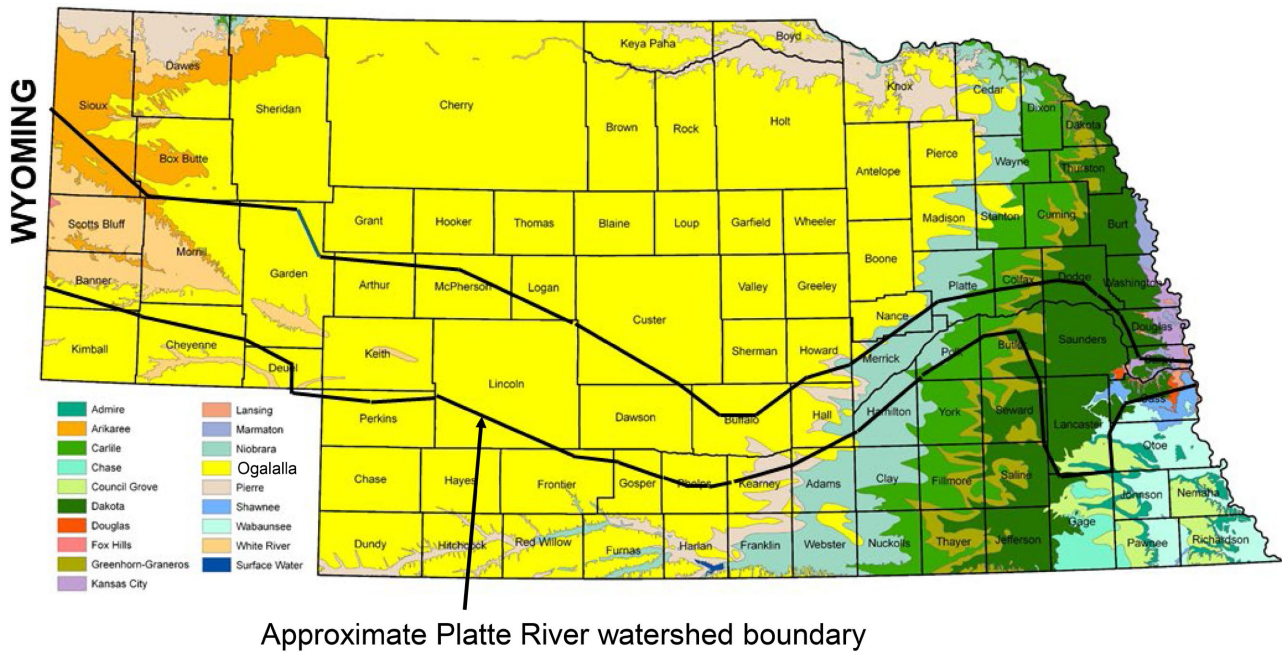 WYOMING
Keya Paha
Boyd
Dawes
Knox
Cedar
Dixon
Sioux
Sheridan
Cherry
Brown
Rock
Holt
Dakota
Box Butte
Pierce
Wayne
Thurston
Antelope
Scotts Bluff
Grant
Hooker
Thomas
Blaine
Loup
Garfield
Wheeler
Madison
Stanton
Cuming
Burt
Morrill
Garden
Boone
Banner
Arthur
McPherson
Logan
Valley
Greeley
Platte
Colfax
Dodge
Washington
Custer
Nance
Douglas
Kimball
Cheyenne
Keith
Sherman
Howard
Merrick
Polk
Butler
Saunders
Deuel
Lincoln
Perkins
Dawson
Buffalo
Hall
Hamilton
York
Seward
Lancaster
Cass
Otoe
Chase
Hayes
Frontier
Gosper
Phelps
Kearney
Adams
Clay
Fillmore
Saline
Johnson
Nemaha
Gage
Dundy
Hitchcock
Red Willow
Furnas
Harlan
Franklin
Webster
Nuckolls
Thayer
Jefferson
Pawnee
Richardson
Admire
Arikaree
Carlile
Chase
Council Grove
Dakota
Douglas
Fox Hills
Greenhorn-Graneros
Kansas City
Lansing
Marmaton
Niobrara
Ogalalla
Pierre
Shawnee
Wabaunsee
White River
Surface Water
Approximate Platte River watershed boundary